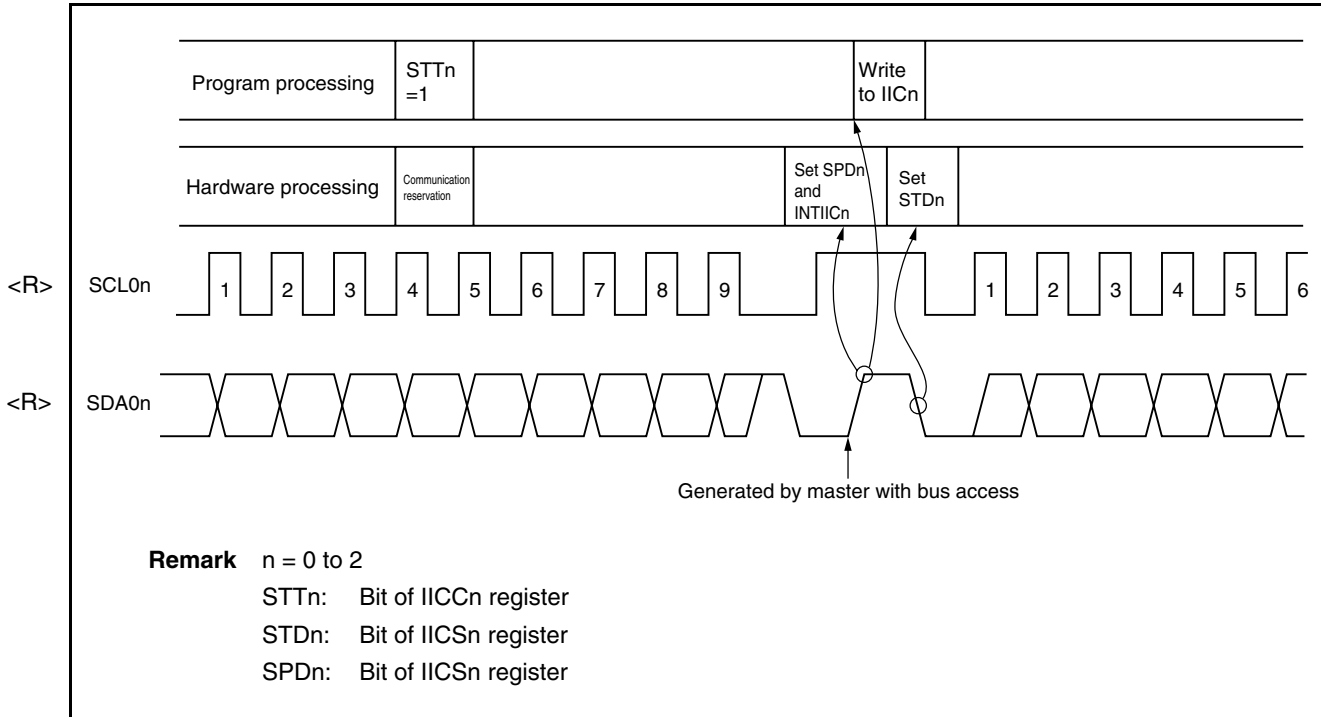 Program processing
STTn
=1
Write
to IICn
Hardware processing
Communication
reservation
Set SPDn
and
INTIICn
Set
STDn
<R> SCL0n 1 2 3 4 5 6 7 8 9 1 2 3 4 5 6
<R> SDA0n
Generated by master with bus access
Remark n = 0 to 2
STTn: Bit of IICCn register
STDn: Bit of IICSn register
SPDn: Bit of IICSn register